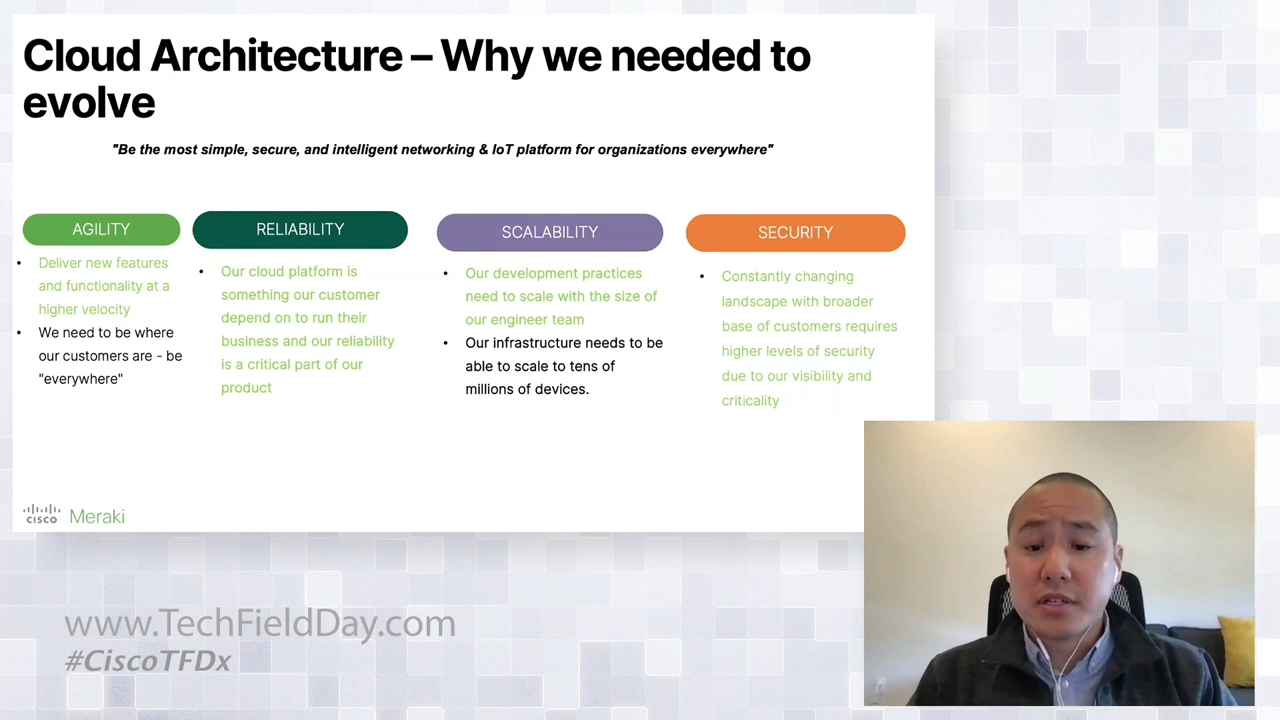 Cloud Architecture – Why we needed to
evolve
"Be the most simple, secure, and intelligent networking & IoT platform for organizations everywhere"
AGILITY
• Deliver new features
and functionality at a
higher velocity
• We need to be where
our customers are - be
"everywhere"
RELIABILITY
• Our cloud platform is
something our customer
depend on to run their
business and our reliability
is a critical part of our
product
SCALABILITY
• Our development practices
need to scale with the size of
our engineer team
• Our infrastructure needs to be
able to scale to tens of
millions of devices.
SECURITY
• Constantly changing
landscape with broader
base of customers requires
higher levels of security
due to our visibility and
criticality
CISCO Meraki
www.TechFieldDay.com
#CiscoTFDx